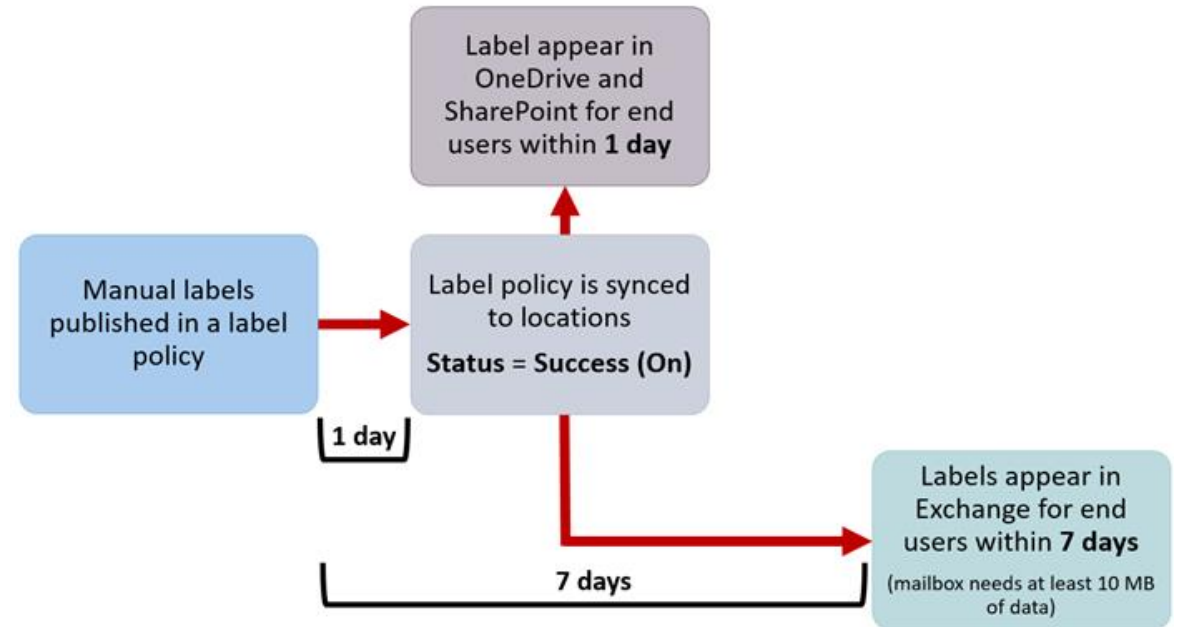 Label appear in
OneDrive and
SharePoint for end
users within 1 day
Manual labels
published in a label
policy
Label policy is synced
to locations
Status = Success (On)
1 day
Labels appear in
Exchange for end
users within 7 days
(mailbox needs at least 10 MB
of data)
7 days